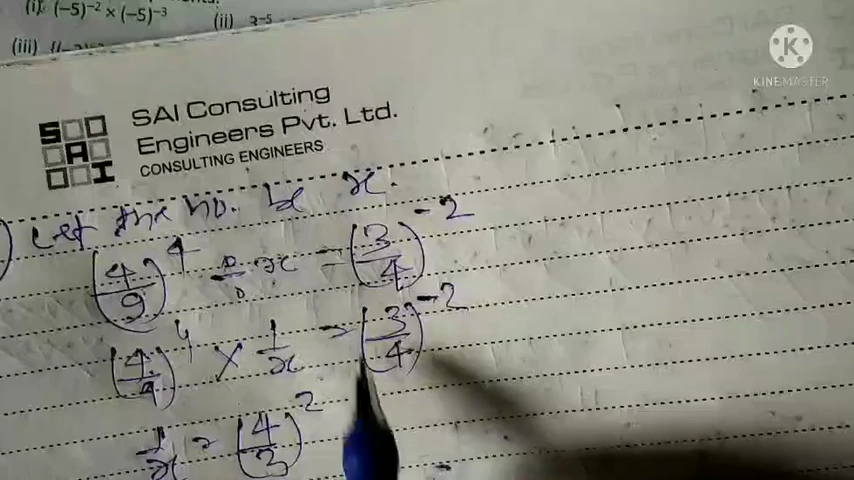 (i) (-5)⁻² × (-5)⁻³
(ii) 3⁻⁵
(iii)
KINEMASTER
SAI
SAI Consulting
Engineers Pvt. Ltd.
CONSULTING ENGINEERS
Let the no. be x.
(4/9)⁴ ÷ x = (3/4)⁻²
(4/9)⁴ × 1/x = (3/4)⁻²
1/x = (4/3)²